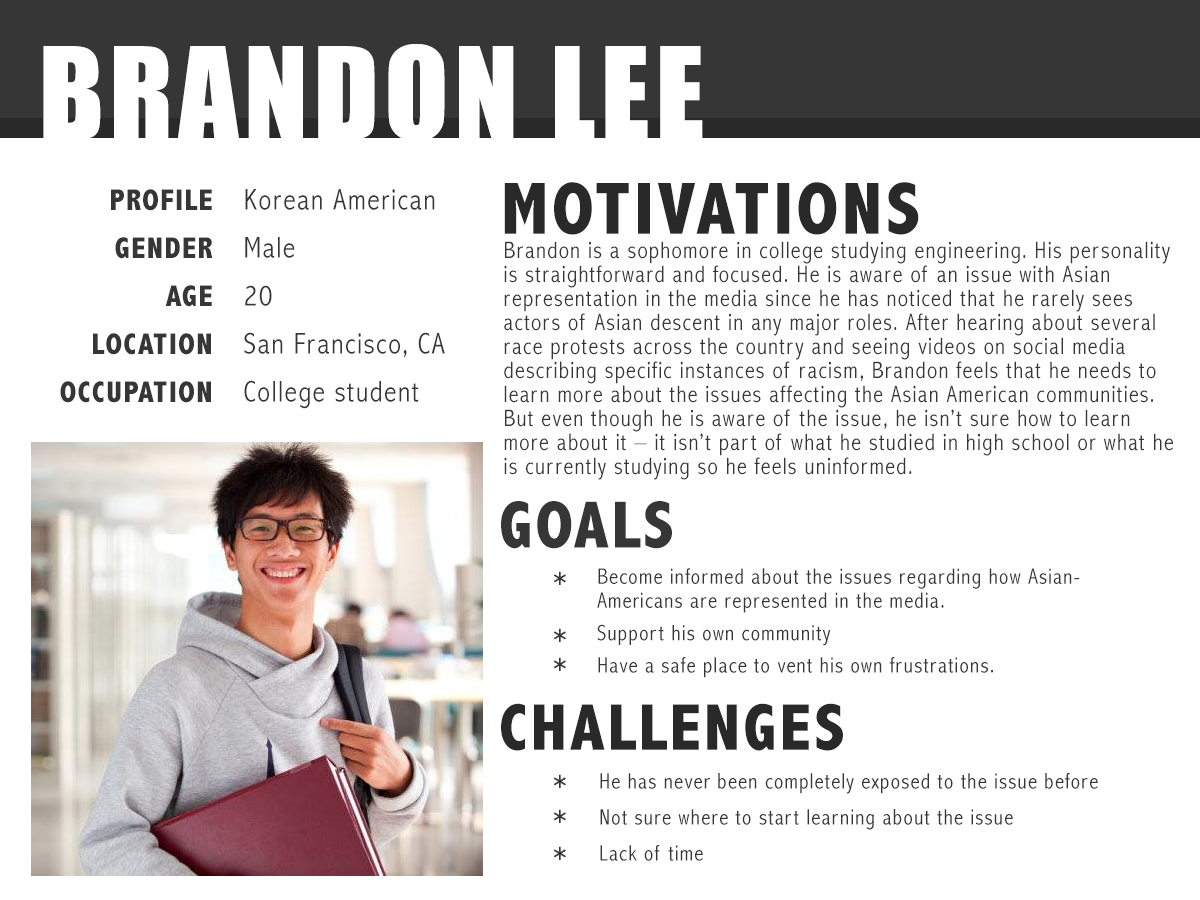 BRANDON LEE
PROFILE Korean American
GENDER Male
AGE 20
LOCATION San Francisco, CA
OCCUPATION College student
MOTIVATIONS
Brandon is a sophomore in college studying engineering. His personality
is straightforward and focused. He is aware of an issue with Asian
representation in the media since he has noticed that he rarely sees
actors of Asian descent in any major roles. After hearing about several
race protests across the country and seeing videos on social media
describing specific instances of racism, Brandon feels that he needs to
learn more about the issues affecting the Asian American communities.
But even though he is aware of the issue, he isn’t sure how to learn
more about it – it isn’t part of what he studied in high school or what he
is currently studying so he feels uninformed.
GOALS
* Become informed about the issues regarding how Asian-
Americans are represented in the media.
* Support his own community
* Have a safe place to vent his own frustrations.
CHALLENGES
* He has never been completely exposed to the issue before
* Not sure where to start learning about the issue
* Lack of time